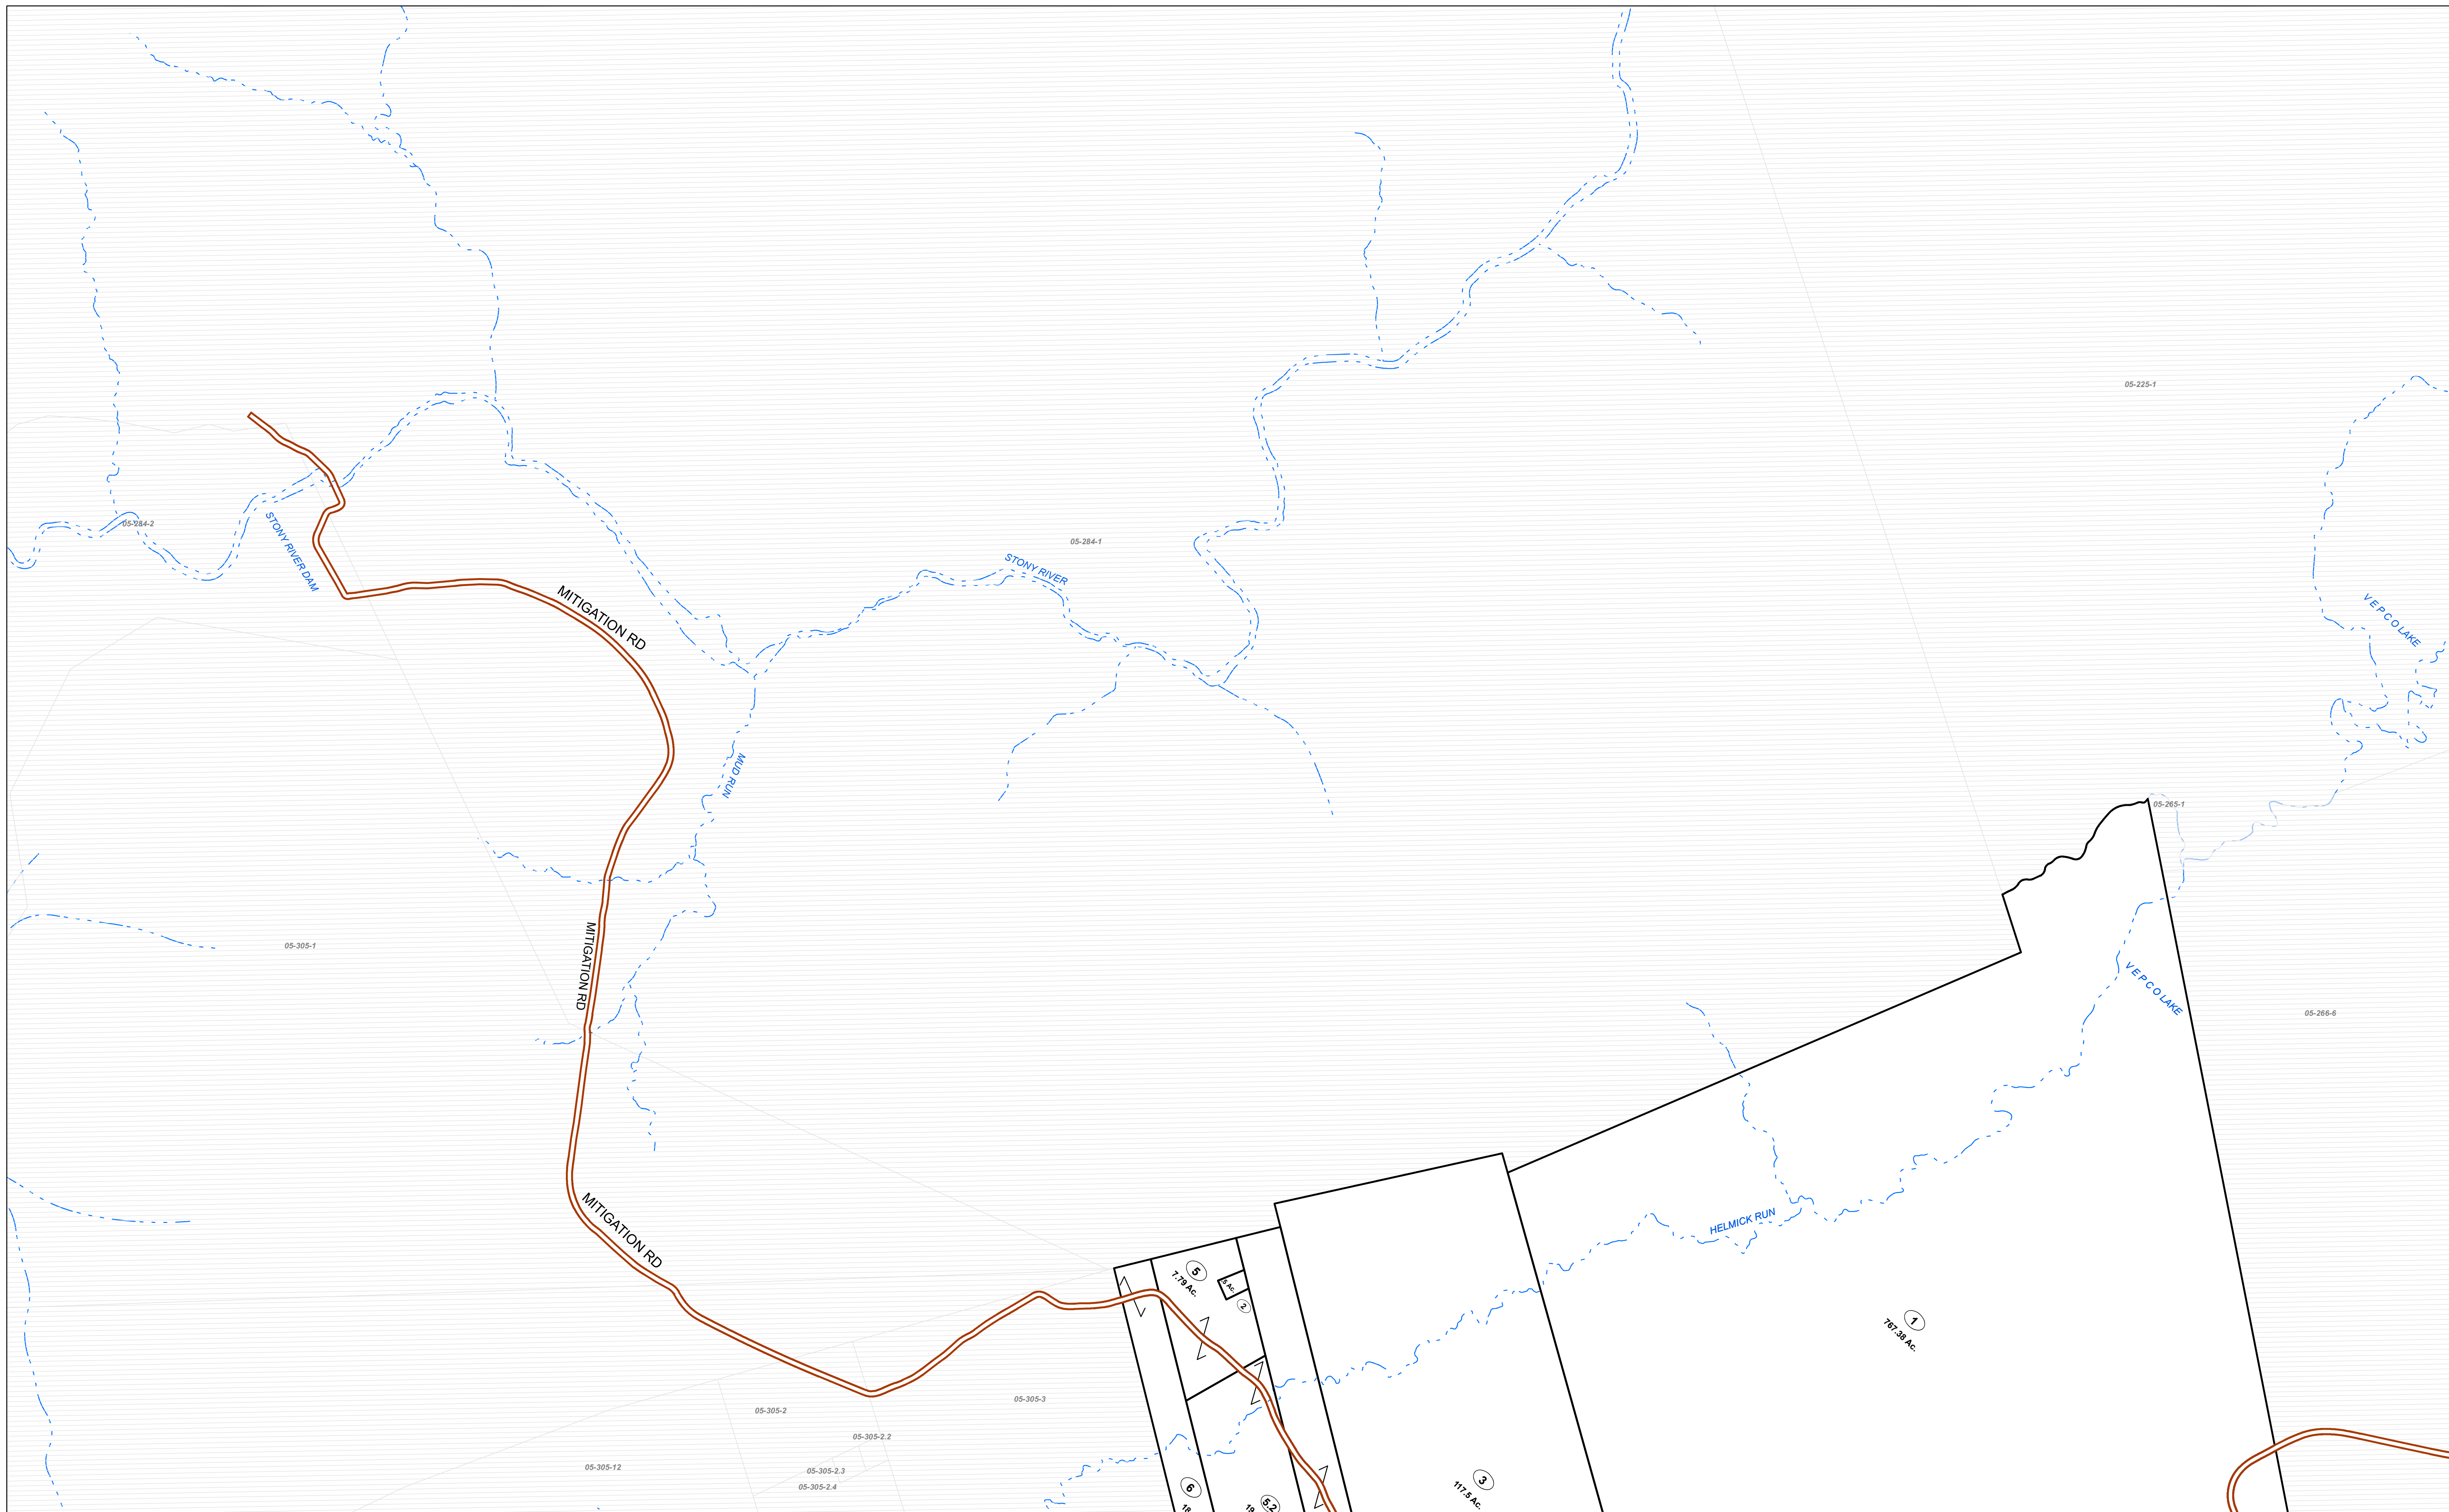 05-225-1
05-284-2
STONY RIVER DAM
05-284-1
STONY RIVER
MITIGATION RD
VEPCO LAKE
MUD RUN
05-265-1
05-305-1
MITIGATION RD
VEPCO LAKE
05-266-6
MITIGATION RD
HELMICK RUN
5
7.79 Ac.
2
1
767.38 Ac.
05-305-3
05-305-2
05-305-2.2
05-305-12
05-305-2.3
05-305-2.4
3
117.5 Ac.
6
5.2